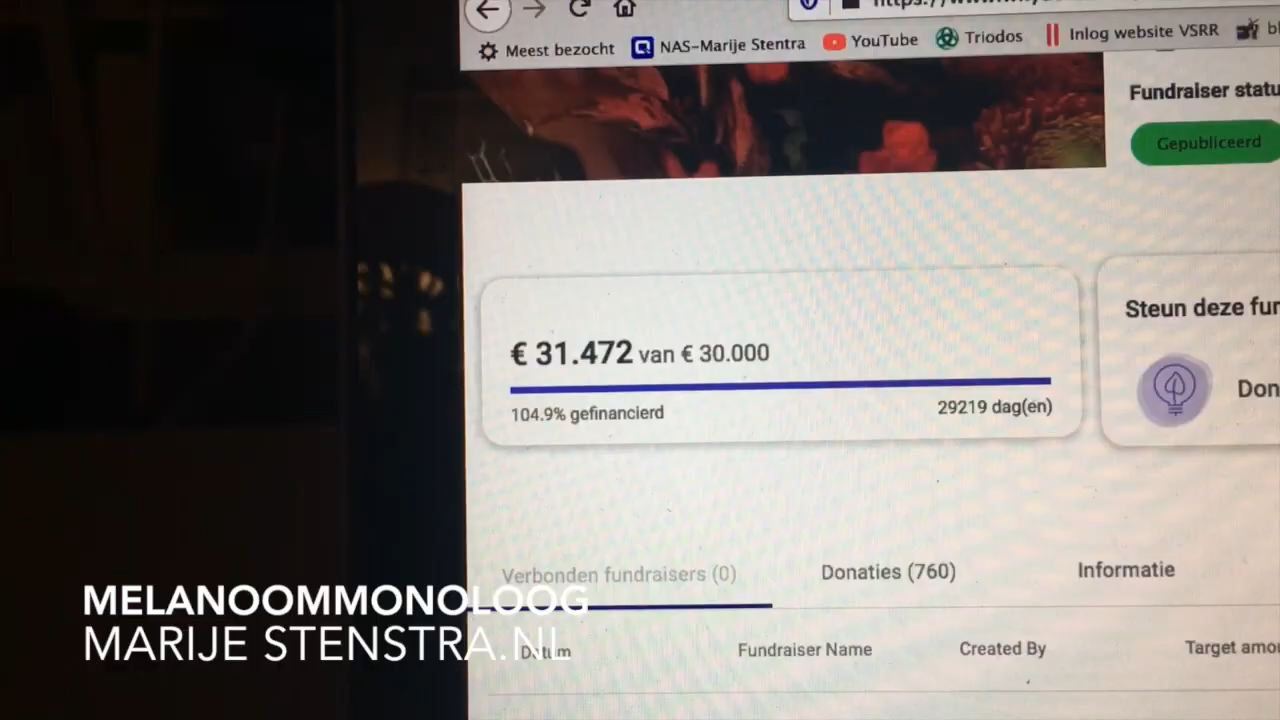 Meest bezocht NAS-Marije Stentra YouTube Triodos Inlog website VSRR
Fundraiser statu
Gepubliceerd
€ 31.472 van € 30.000
104.9% gefinancierd 29219 dag(en)
Steun deze fun
Don
Verbonden fundraisers (0) Donaties (760) Informatie
Datum Fundraiser Name Created By Target amo
MELANOOMMONOLOOG
MARIJE STENSTRA.NL